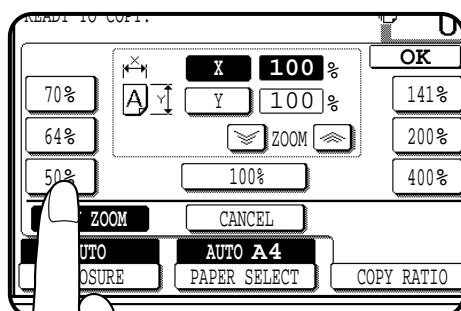 READY TO COPY.
OK
X
X 100 %
70%
A Y
Y 100 %
141%
64%
ZOOM
200%
50%
100%
400%
ZOOM
CANCEL
AUTO A4
PAPER SELECT
COPY RATIO